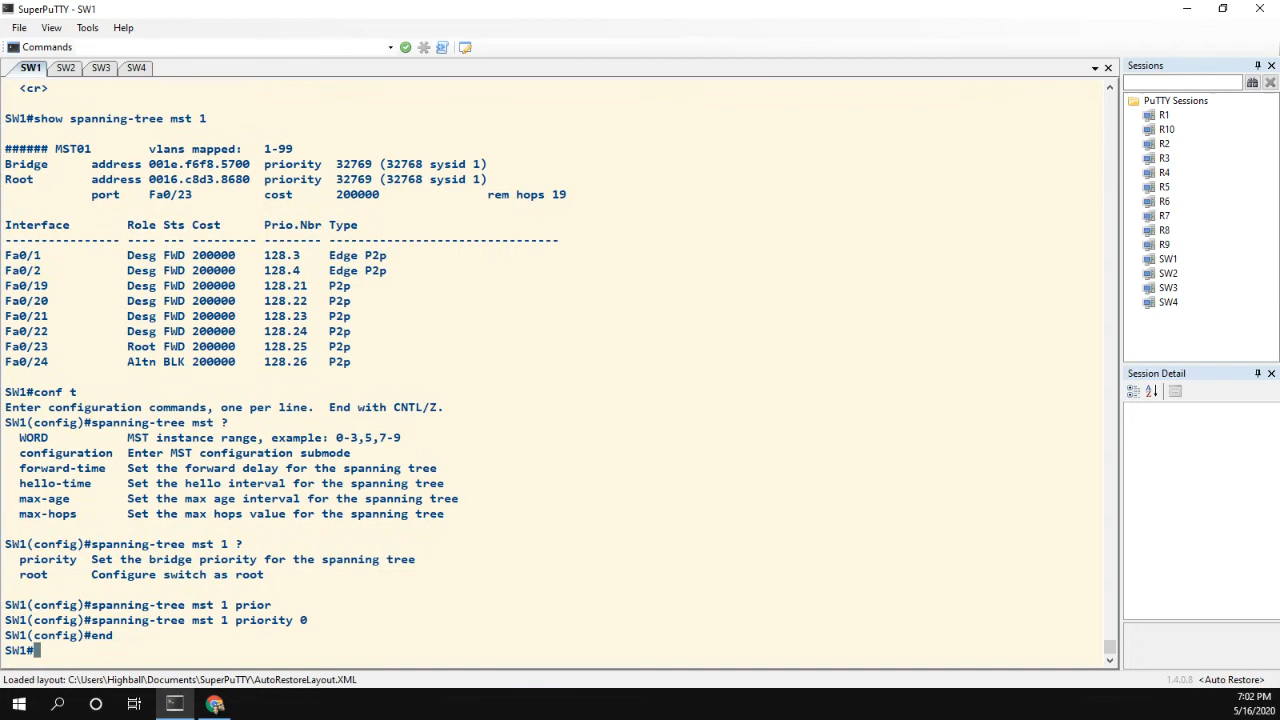 SuperPuTTY - SW1
File View Tools Help
Commands
SW1 SW2 SW3 SW4
<cr>
SW1#show spanning-tree mst 1
###### MST01 vlans mapped: 1-99
Bridge address 001e.f6f8.5700 priority 32769 (32768 sysid 1)
Root address 0016.c8d3.8680 priority 32769 (32768 sysid 1)
port Fa0/23 cost 200000 rem hops 19
Interface Role Sts Cost Prio.Nbr Type
---------------- ---- --- --------- -------- --------------------------------
Fa0/1 Desg FWD 200000 128.3 Edge P2p
Fa0/2 Desg FWD 200000 128.4 Edge P2p
Fa0/19 Desg FWD 200000 128.21 P2p
Fa0/20 Desg FWD 200000 128.22 P2p
Fa0/21 Desg FWD 200000 128.23 P2p
Fa0/22 Desg FWD 200000 128.24 P2p
Fa0/23 Root FWD 200000 128.25 P2p
Fa0/24 Altn BLK 200000 128.26 P2p
SW1#conf t
Enter configuration commands, one per line. End with CNTL/Z.
SW1(config)#spanning-tree mst ?
WORD MST instance range, example: 0-3,5,7-9
configuration Enter MST configuration submode
forward-time Set the forward delay for the spanning tree
hello-time Set the hello interval for the spanning tree
max-age Set the max age interval for the spanning tree
max-hops Set the max hops value for the spanning tree
SW1(config)#spanning-tree mst 1 ?
priority Set the bridge priority for the spanning tree
root Configure switch as root
SW1(config)#spanning-tree mst 1 prior
SW1(config)#spanning-tree mst 1 priority 0
SW1(config)#end
SW1#
Sessions
PuTTY Sessions
R1
R10
R2
R3
R4
R5
R6
R7
R8
R9
SW1
SW2
SW3
SW4
Session Detail
Loaded layout: C:\Users\Highball\Documents\SuperPuTTY\AutoRestoreLayout.XML
1.4.0.8 <Auto Restore>
7:02 PM
5/16/2020